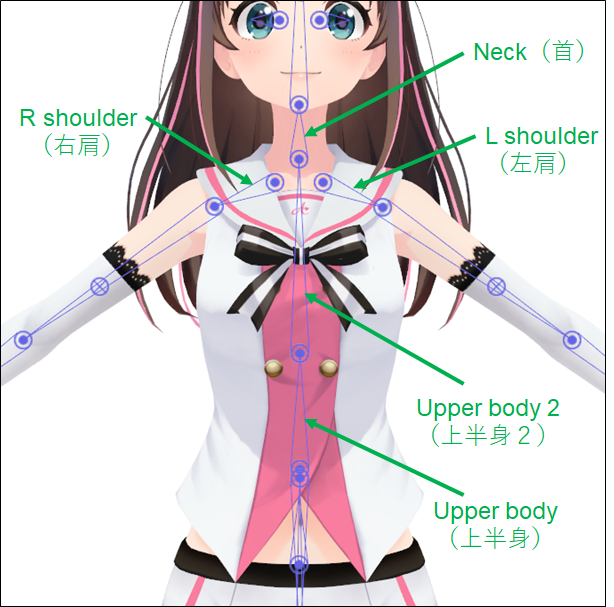 Neck（首）
R shoulder
（右肩）
L shoulder
（左肩）
Upper body 2
（上半身２）
Upper body
（上半身）